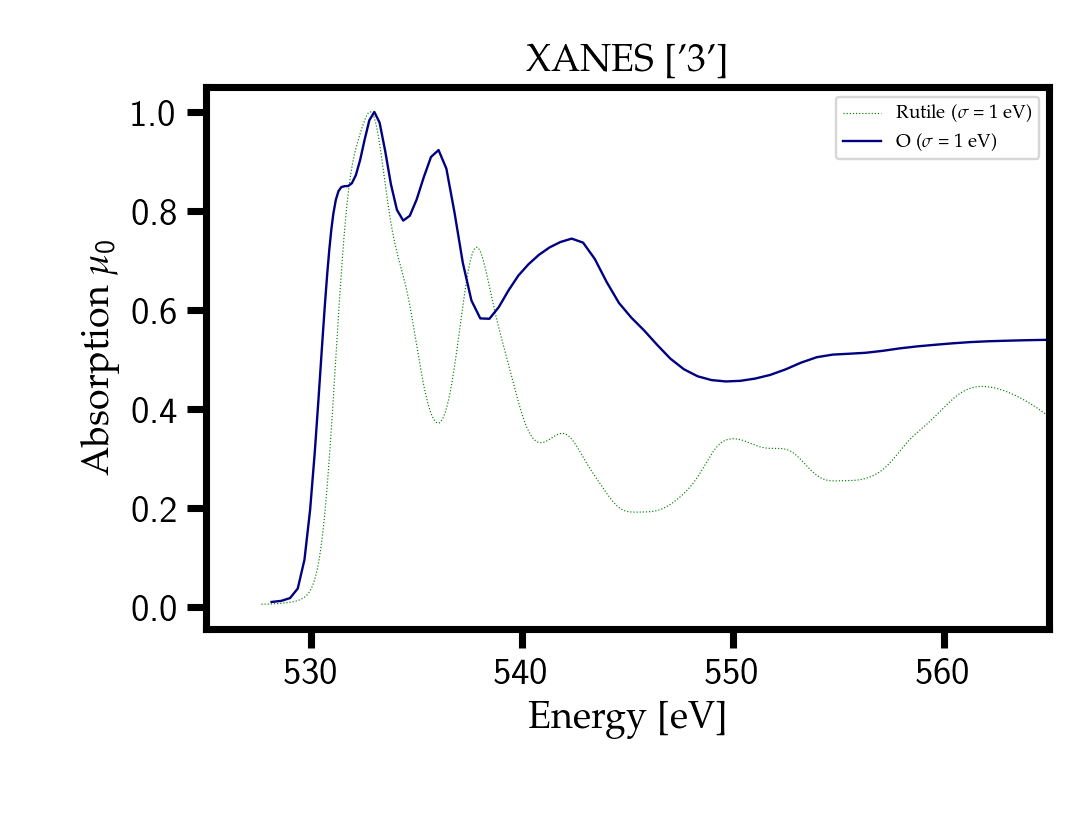 XANES ['3']
Rutile (σ = 1 eV)
O (σ = 1 eV)
1.0
0.8
0.6
0.4
0.2
0.0
Absorption μ₀
530
540
550
560
Energy [eV]